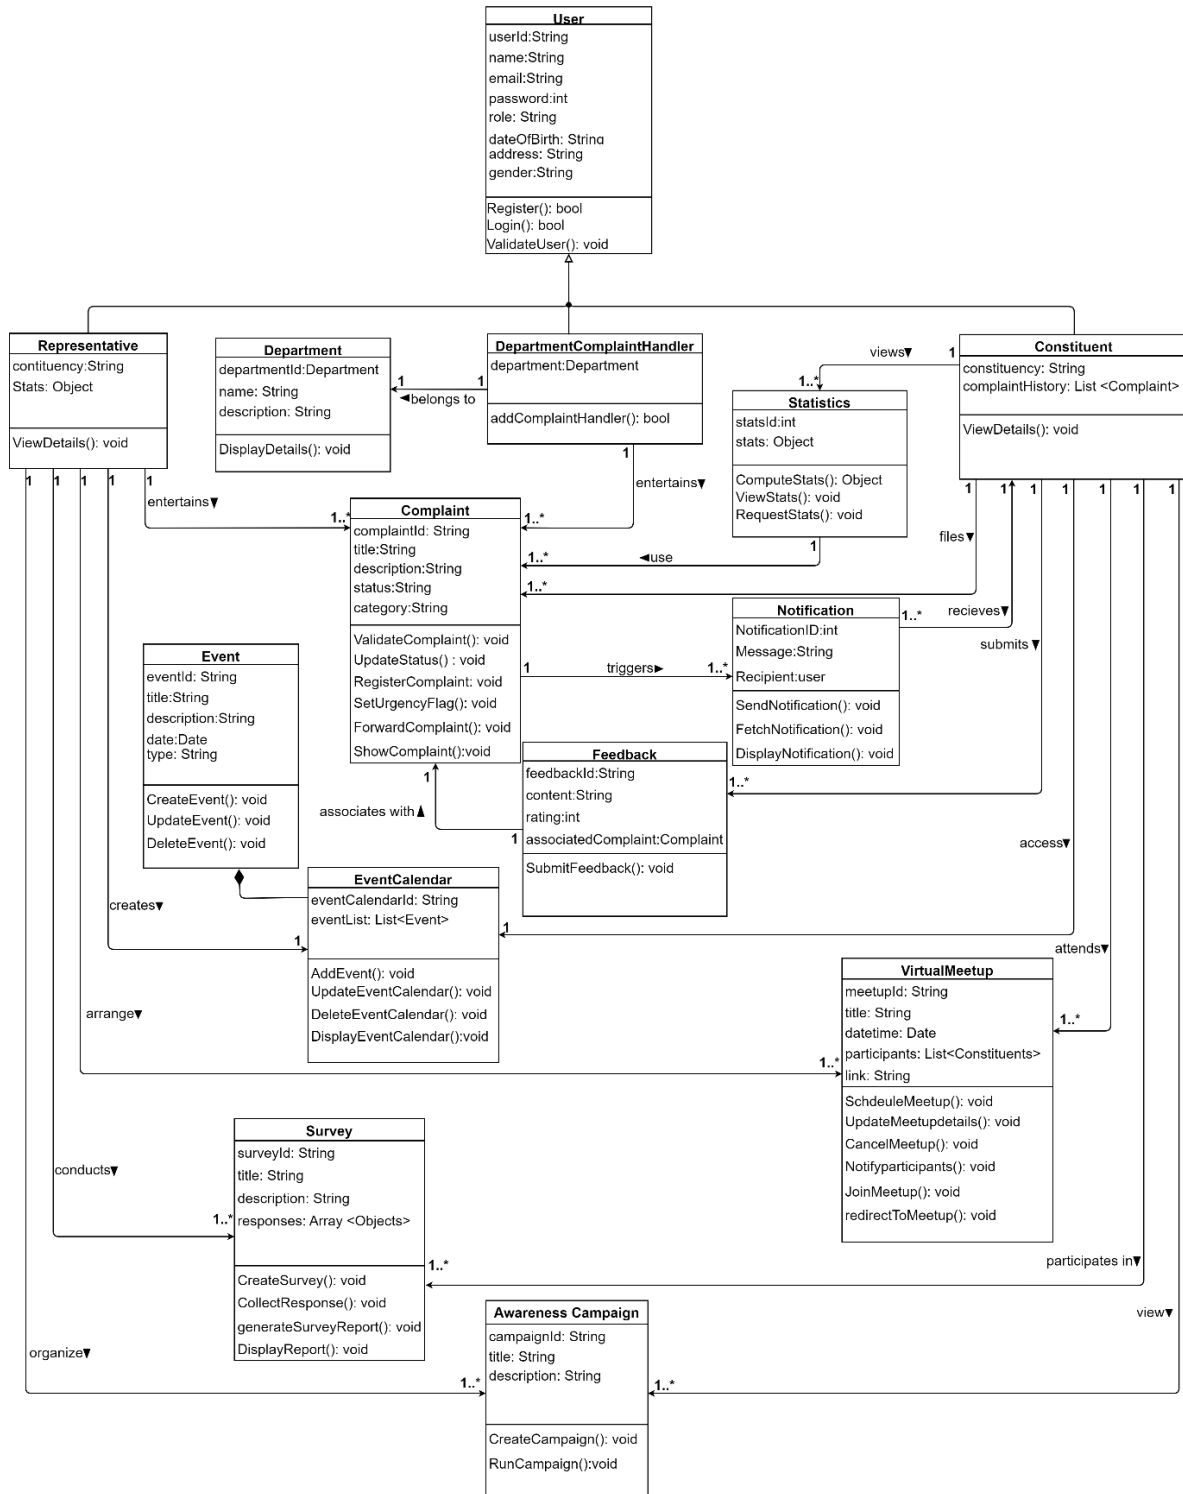 User
userId:String
name:String
email:String
password:int
role: String
dateOfBirth: String
address: String
gender:String
Register(): bool
Login(): bool
ValidateUser(): void
Representative
contituency:String
Stats: Object
ViewDetails(): void
Department
departmentId:Department
name: String
description: String
DisplayDetails(): void
1
1
◄belongs to
DepartmentComplaintHandler
department:Department
addComplaintHandler(): bool
views▼
1
1..*
Constituent
constituency: String
complaintHistory: List <Complaint>
ViewDetails(): void
Statistics
statsId:int
stats: Object
ComputeStats(): Object
ViewStats(): void
RequestStats(): void
1
1
1
1
1
entertains▼
1..*
1
entertains▼
1..*
1
1
1
1
1
1
1
files▼
1
◄use
1..*
1..*
Complaint
complaintId: String
title:String
description:String
status:String
category:String
ValidateComplaint(): void
UpdateStatus() : void
RegisterComplaint: void
SetUrgencyFlag(): void
ForwardComplaint(): void
ShowComplaint():void
1
triggers►
1..*
Notification
NotificationID:int
Message:String
Recipient:user
SendNotification(): void
FetchNotification(): void
DisplayNotification(): void
1..*
recieves▼
submits ▼
Event
eventId: String
title:String
description:String
date:Date
type: String
CreateEvent(): void
UpdateEvent(): void
DeleteEvent(): void
1
associates with▲
1
Feedback
feedbackId:String
content:String
rating:int
associatedComplaint:Complaint
SubmitFeedback(): void
1..*
access▼
EventCalendar
eventCalendarId: String
eventList: List<Event>
AddEvent(): void
UpdateEventCalendar(): void
DeleteEventCalendar(): void
DisplayEventCalendar():void
creates▼
1
1
attends▼
1..*
VirtualMeetup
meetupId: String
title: String
datetime: Date
participants: List<Constituents>
link: String
SchdeuleMeetup(): void
UpdateMeetupdetails(): void
CancelMeetup(): void
Notifyparticipants(): void
JoinMeetup(): void
redirectToMeetup(): void
arrange▼
1..*
Survey
surveyId: String
title: String
description: String
responses: Array <Objects>
CreateSurvey(): void
CollectResponse(): void
generateSurveyReport(): void
DisplayReport(): void
conducts▼
1..*
1..*
participates in▼
Awareness Campaign
campaignId: String
title: String
description: String
CreateCampaign(): void
RunCampaign():void
organize▼
1..*
1..*
view▼